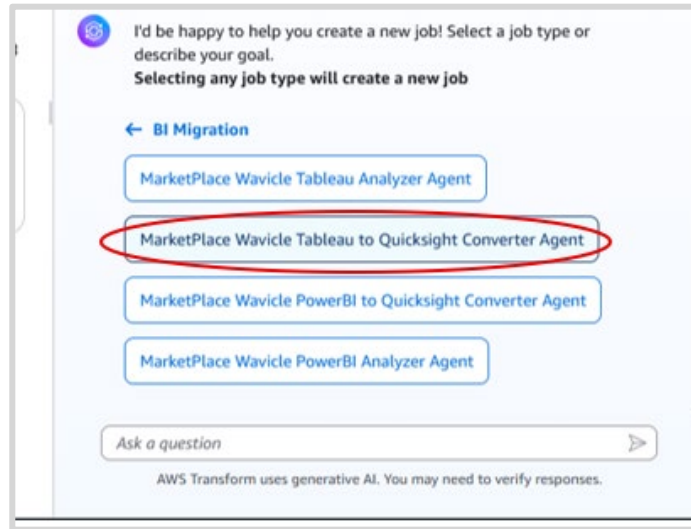 I'd be happy to help you create a new job! Select a job type or
describe your goal.
Selecting any job type will create a new job
← BI Migration
MarketPlace Wavicle Tableau Analyzer Agent
MarketPlace Wavicle Tableau to Quicksight Converter Agent
MarketPlace Wavicle PowerBI to Quicksight Converter Agent
MarketPlace Wavicle PowerBI Analyzer Agent
Ask a question
AWS Transform uses generative AI. You may need to verify responses.